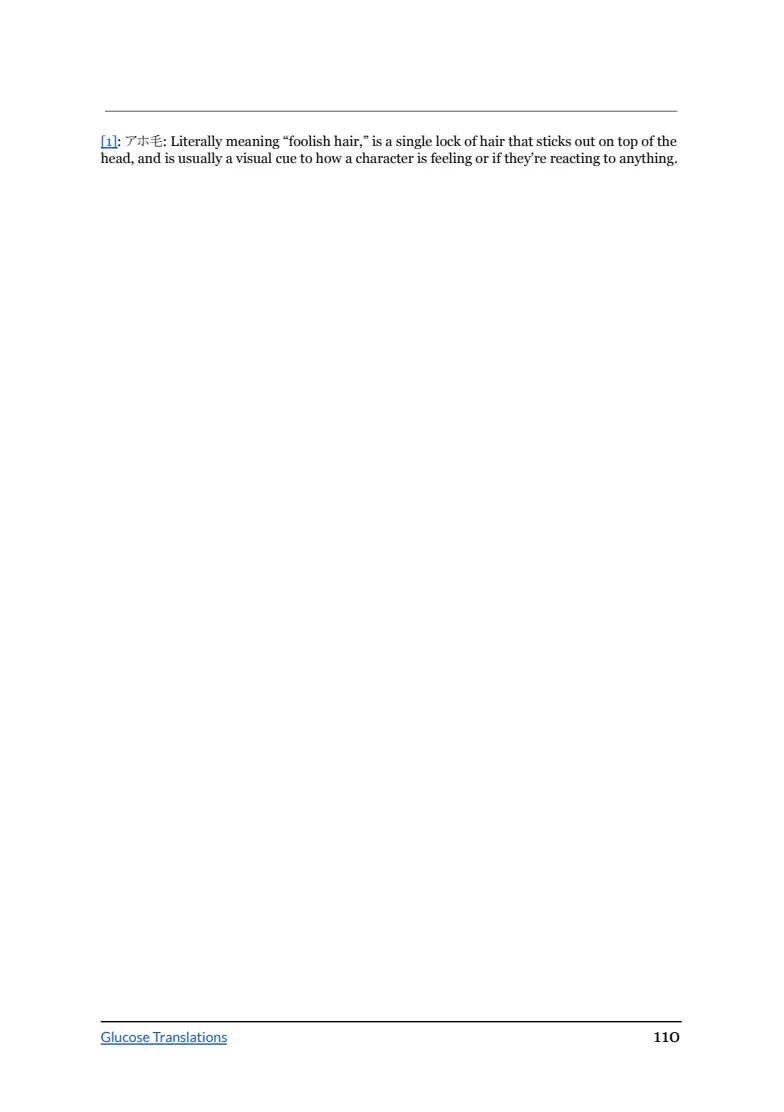 [1]: アホ毛: Literally meaning “foolish hair,” is a single lock of hair that sticks out on top of the
head, and is usually a visual cue to how a character is feeling or if they’re reacting to anything.
Glucose Translations
110